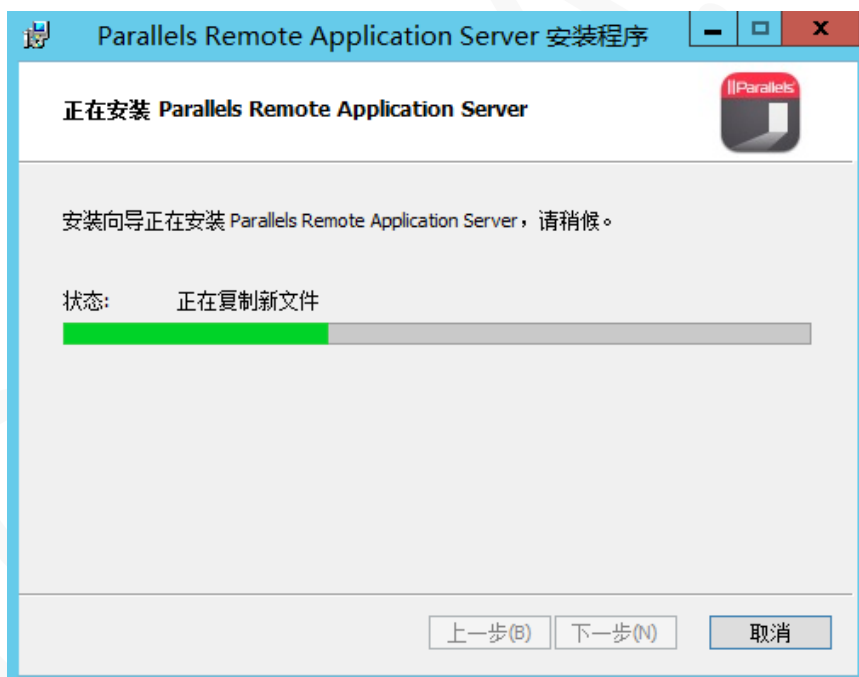 Parallels Remote Application Server 安装程序
正在安装 Parallels Remote Application Server
||Parallels
安装向导正在安装 Parallels Remote Application Server，请稍候。
状态: 正在复制新文件
上一步(B) 下一步(N) 取消